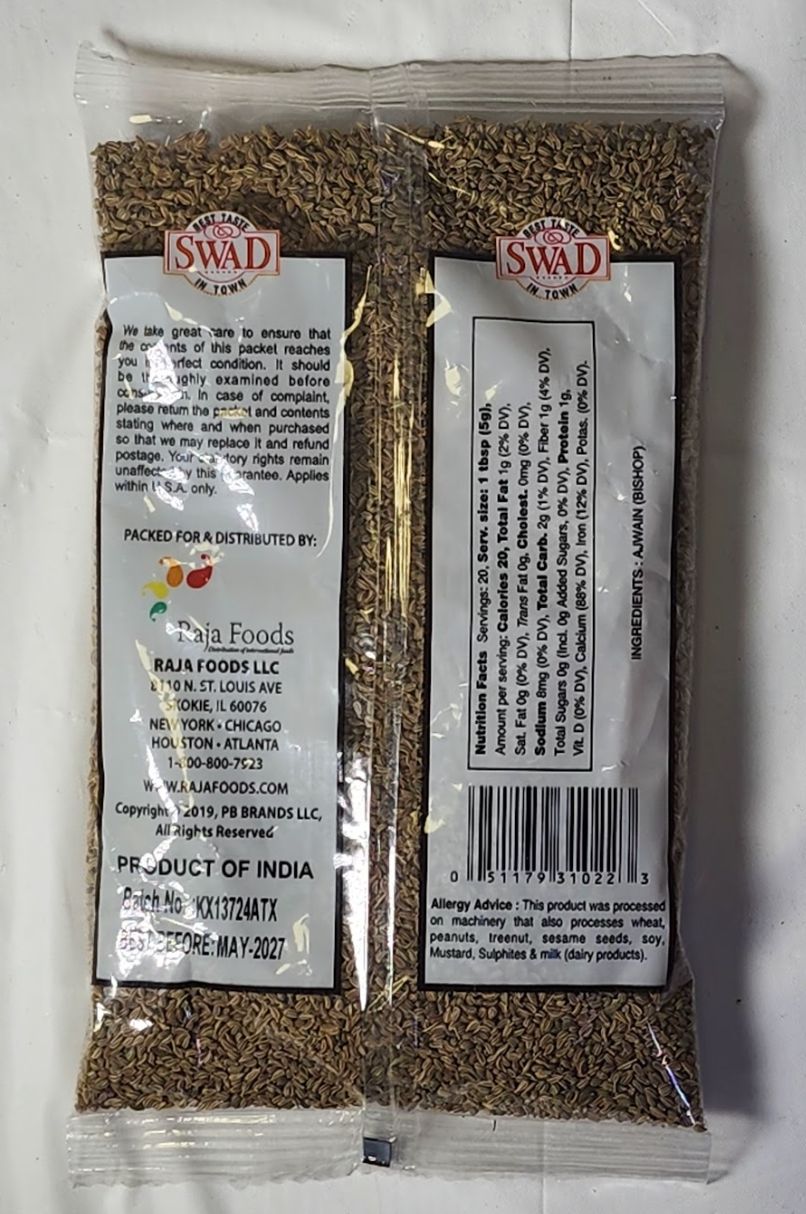 BEST TASTE
SWAD
IN TOWN
We take great care to ensure that
the contents of this packet reaches
you in perfect condition. It should
be thoroughly examined before
In case of complaint,
please return the packet and contents
stating where and when purchased
so that we may replace it and refund
postage. Your statutory rights remain
unaffected by this guarantee. Applies
within U.S.A. only.
PACKED FOR & DISTRIBUTED BY:
Raja Foods
Distribution of international foods
RAJA FOODS LLC
8110 N. ST. LOUIS AVE
SKOKIE, IL 60076
NEW YORK • CHICAGO
HOUSTON • ATLANTA
1-800-800-7923
WWW.RAJAFOODS.COM
Copyright 2019, PB BRANDS LLC,
All Rights Reserved
PRODUCT OF INDIA
Batch No.:KX13724ATX
BEST BEFORE: MAY-2027
BEST TASTE
SWAD
IN TOWN
Nutrition Facts Servings: 20, Serv. size: 1 tbsp (5g),
Amount per serving: Calories 20, Total Fat 1g (2% DV),
Sat. Fat 0g (0% DV), Trans Fat 0g, Cholest. 0mg (0% DV),
Sodium 8mg (0% DV), Total Carb. 2g (1% DV), Fiber 1g (4% DV),
Total Sugars 0g (Incl. 0g Added Sugars, 0% DV), Protein 1g,
Vit. D (0% DV), Calcium (88% DV), Iron (12% DV), Potas. (0% DV).
INGREDIENTS : AJWAIN (BISHOP)
0 51179 31022 3
Allergy Advice : This product was processed
on machinery that also processes wheat,
peanuts, treenut, sesame seeds, soy,
Mustard, Sulphites & milk (dairy products).